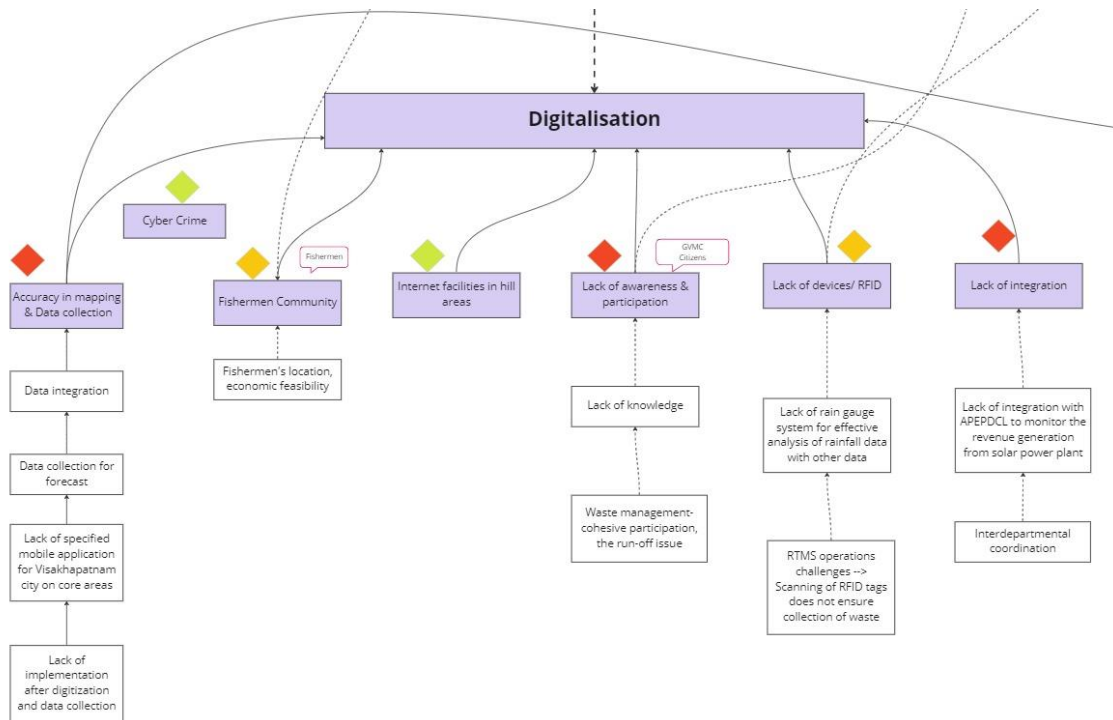 Digitalisation
Cyber Crime
Fishermen
GVMC
Citizens
Accuracy in mapping
& Data collection
Fishermen Community
Internet facilities in hill
areas
Lack of awareness &
participation
Lack of devices/ RFID
Lack of integration
Data integration
Fishermen's location,
economic feasibility
Lack of knowledge
Lack of rain gauge
system for effective
analysis of rainfall data
with other data
Lack of integration with
APEPDCL to monitor the
revenue generation
from solar power plant
Data collection for
forecast
Waste management-
cohesive participation,
the run-off issue
Interdepartmental
coordination
Lack of specified
mobile application
for Visakhapatnam
city on core areas
RTMS operations
challenges -->
Scanning of RFID tags
does not ensure
collection of waste
Lack of
implementation
after digitization
and data collection